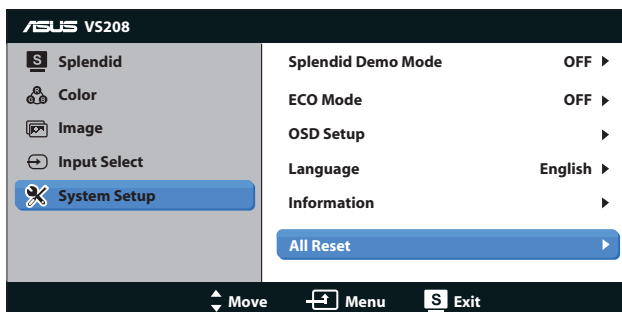 ASUS VS208
S Splendid
Color
Image
Input Select
System Setup
Splendid Demo Mode OFF
ECO Mode OFF
OSD Setup
Language English
Information
All Reset
Move Menu S Exit